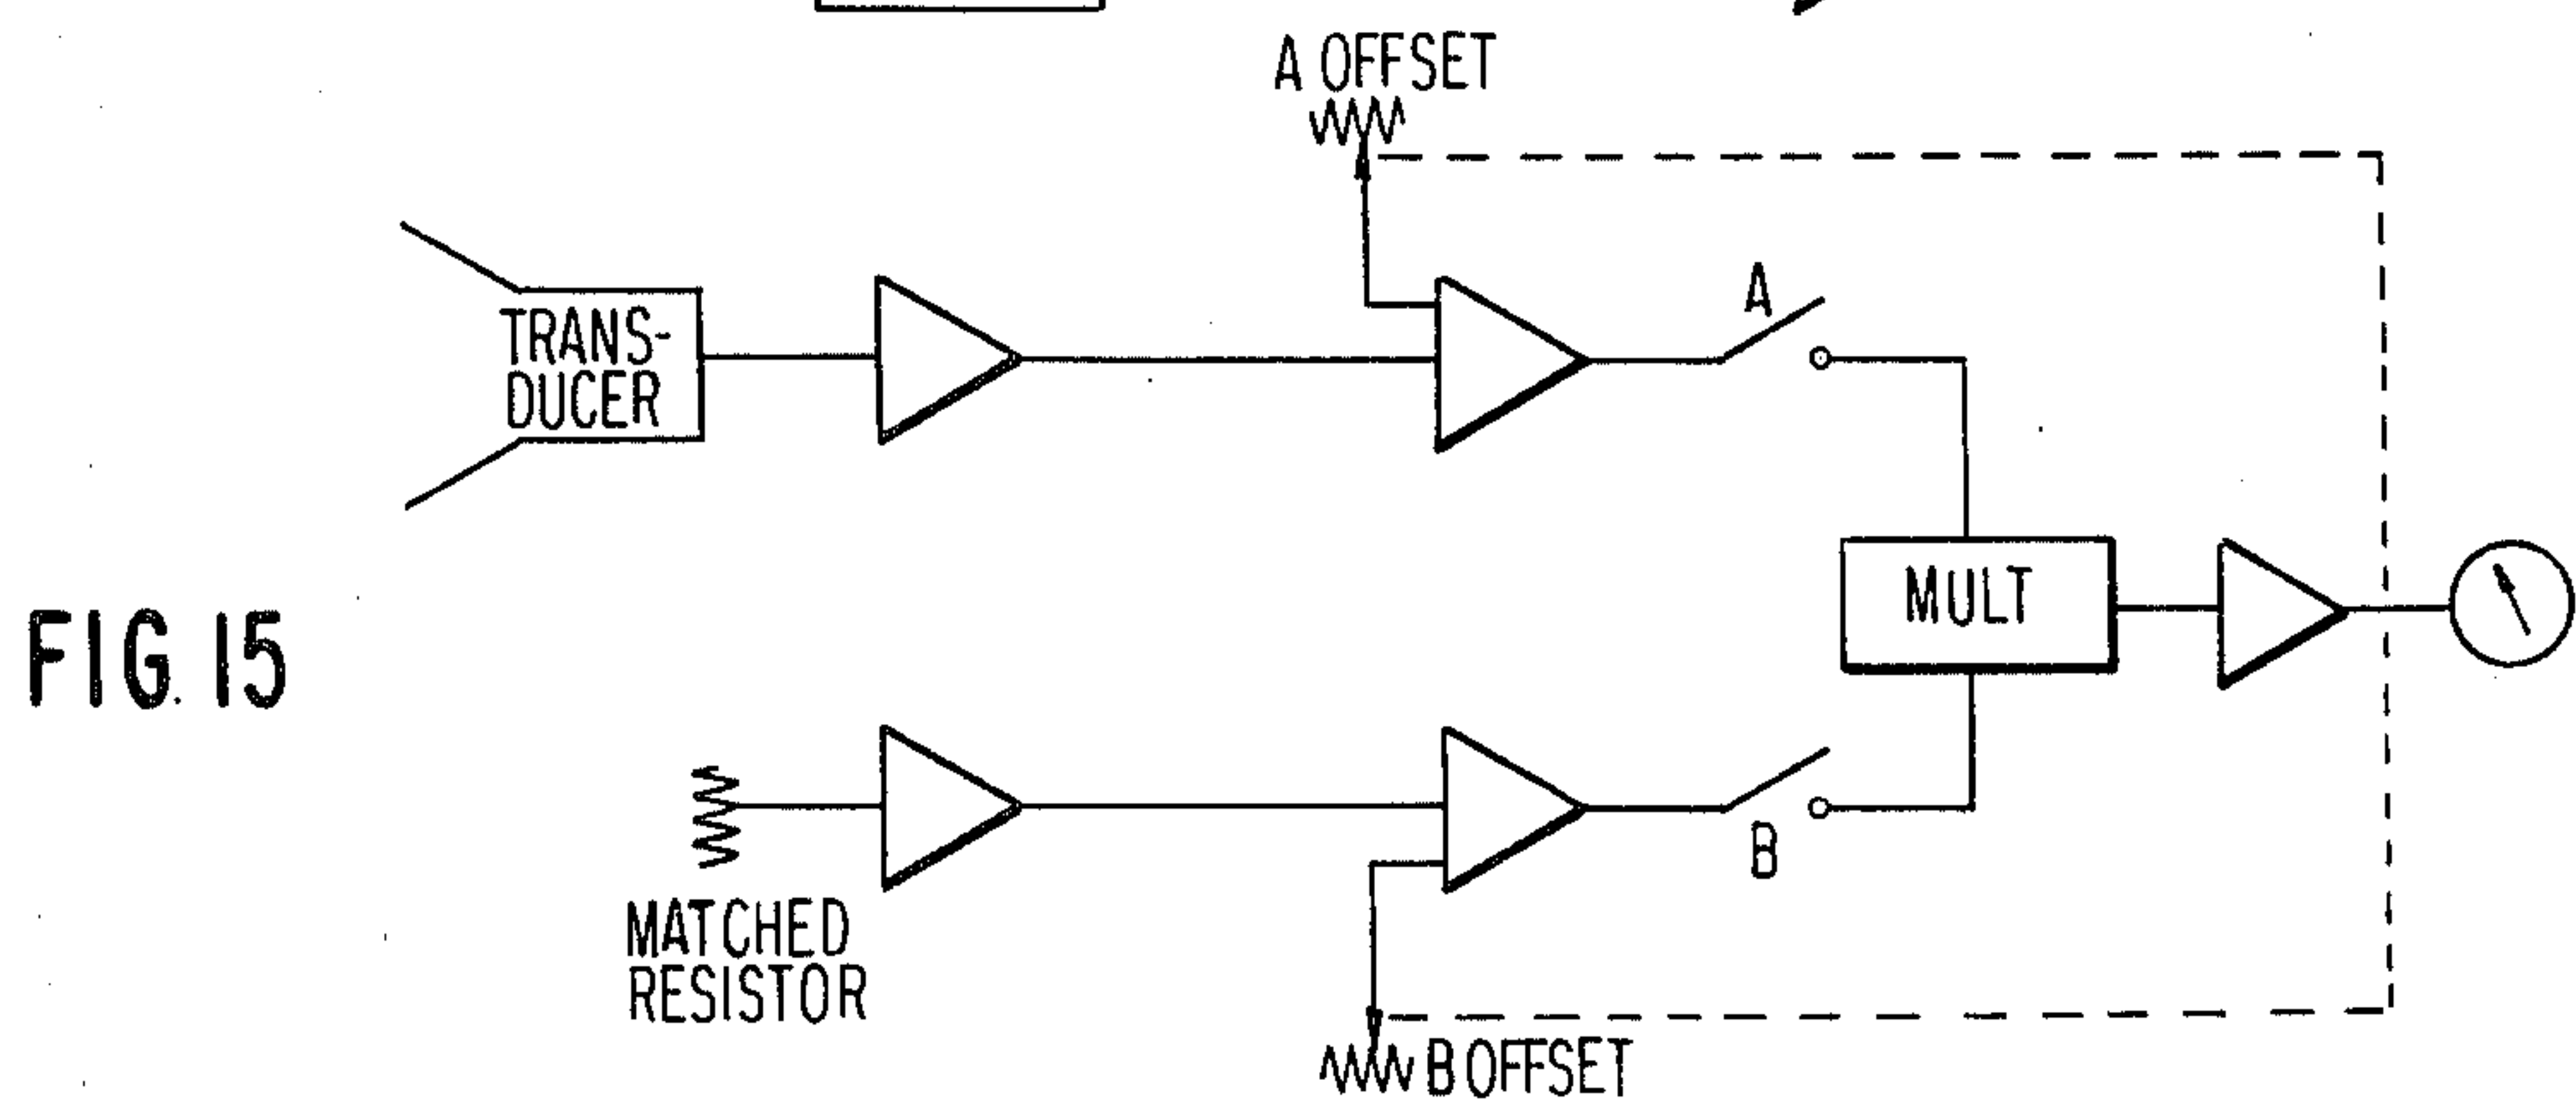 A OFFSET
TRANS-
DUCER
A
MULT
FIG. 15
B
MATCHED
RESISTOR
B OFFSET